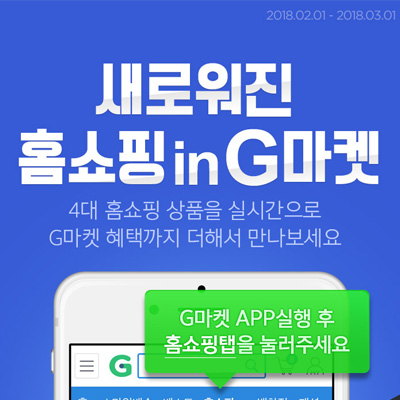 2018.02.01 - 2018.03.01
새로워진
홈쇼핑 in G마켓
4대 홈쇼핑 상품을 실시간으로
G마켓 혜택까지 더해서 만나보세요
G마켓 APP실행 후
홈쇼핑탭을 눌러주세요
G